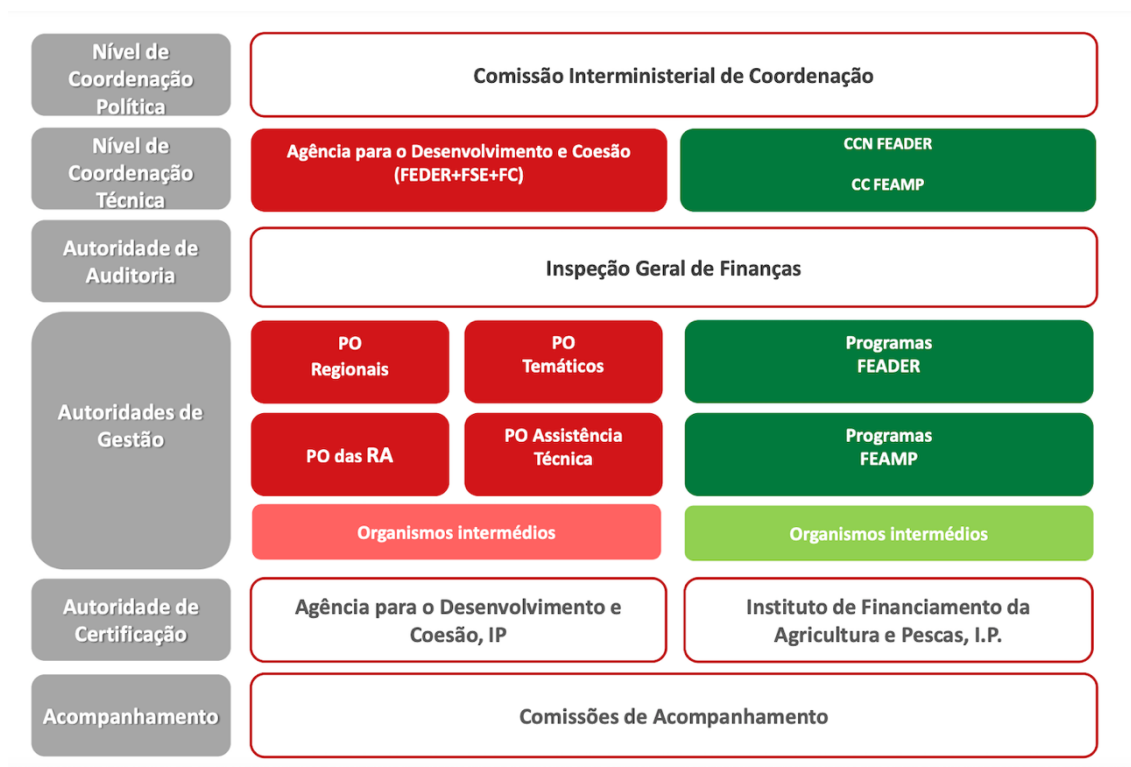 Nível de
Coordenação
Política
Comissão Interministerial de Coordenação
Nível de
Coordenação
Técnica
Agência para o Desenvolvimento e Coesão
(FEDER+FSE+FC)
CCN FEADER
CC FEAMP
Autoridade de
Auditoria
Inspeção Geral de Finanças
Autoridades de
Gestão
PO
Regionais
PO
Temáticos
Programas
FEADER
PO das RA
PO Assistência
Técnica
Programas
FEAMP
Organismos intermédios
Organismos intermédios
Autoridade de
Certificação
Agência para o Desenvolvimento e
Coesão, IP
Instituto de Financiamento da
Agricultura e Pescas, I.P.
Acompanhamento
Comissões de Acompanhamento